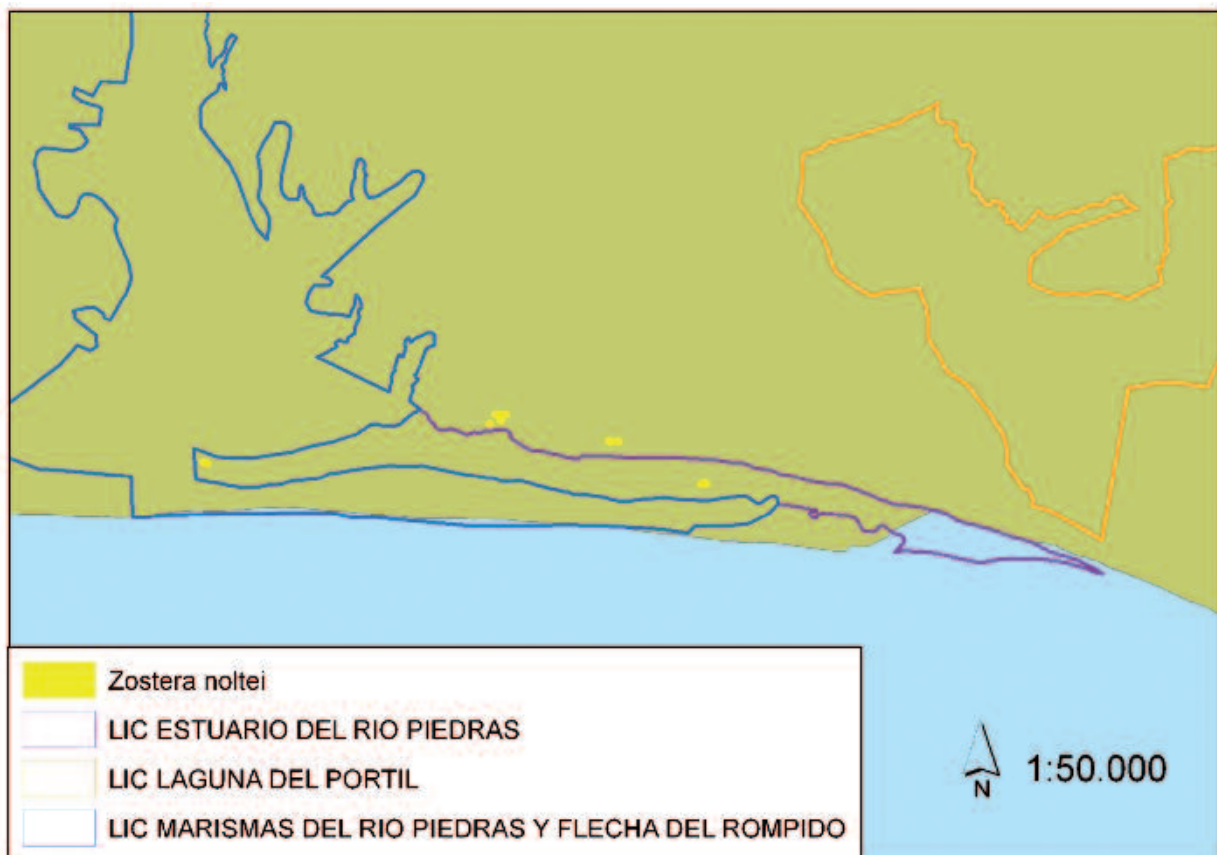 Zostera noltei
LIC ESTUARIO DEL RIO PIEDRAS
LIC LAGUNA DEL PORTIL
LIC MARISMAS DEL RIO PIEDRAS Y FLECHA DEL ROMPIDO
N
1:50.000